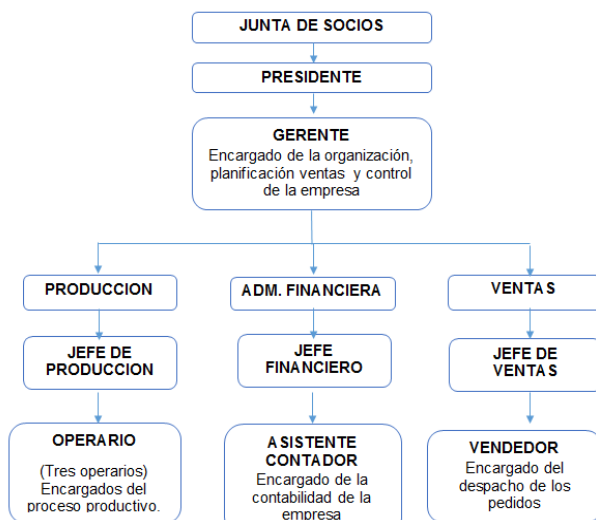 JUNTA DE SOCIOS
PRESIDENTE
GERENTE
Encargado de la organización,
planificación ventas y control
de la empresa
PRODUCCION
ADM. FINANCIERA
VENTAS
JEFE DE
PRODUCCION
JEFE
FINANCIERO
JEFE DE
VENTAS
OPERARIO
(Tres operarios)
Encargados del
proceso productivo.
ASISTENTE
CONTADOR
Encargado de la
contabilidad de la
empresa
VENDEDOR
Encargado del
despacho de los
pedidos